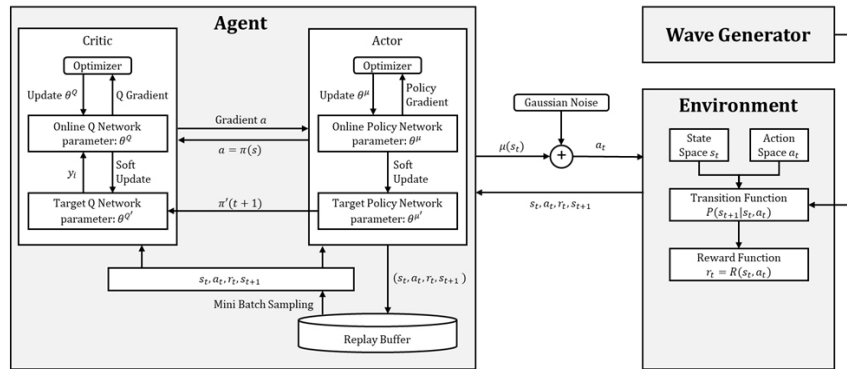 Agent
Critic
Optimizer
Update θ^Q
Q Gradient
Online Q Network
parameter: θ^Q
y_i
Soft
Update
Target Q Network
parameter: θ^Q'
Gradient a
a = π(s)
π'(t + 1)
Actor
Optimizer
Update θ^μ
Policy
Gradient
Online Policy Network
parameter: θ^μ
Soft
Update
Target Policy Network
parameter: θ^μ'
s_t, a_t, r_t, s_{t+1}
Mini Batch Sampling
(s_t, a_t, r_t, s_{t+1})
Replay Buffer
μ(s_t)
Gaussian Noise
+
a_t
s_t, a_t, r_t, s_{t+1}
Wave Generator
Environment
State
Space s_t
Action
Space a_t
Transition Function
P(s_{t+1}|s_t, a_t)
Reward Function
r_t = R(s_t, a_t)